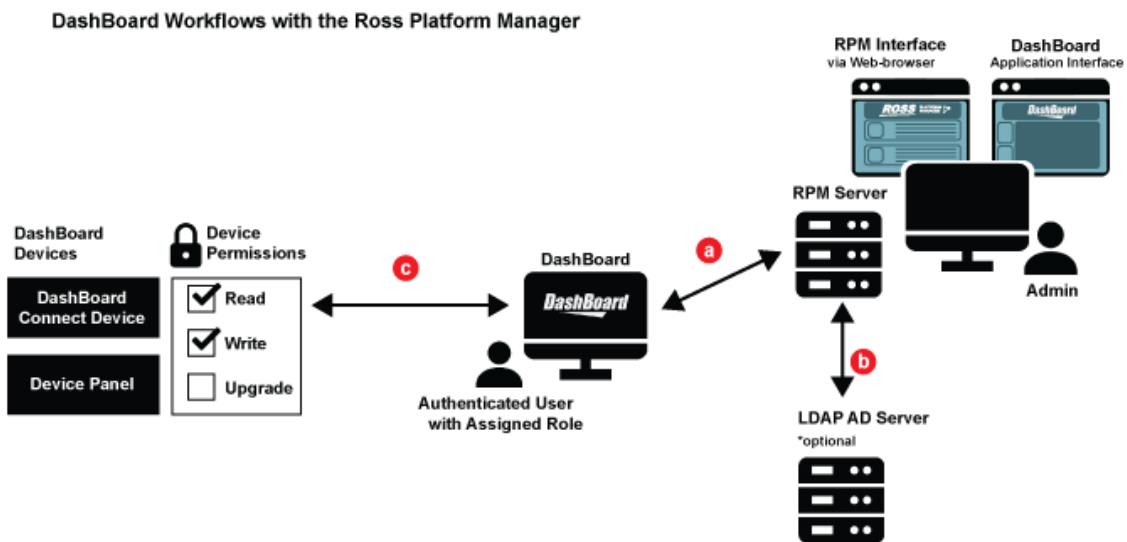 DashBoard Workflows with the Ross Platform Manager
RPM Interface
via Web-browser
DashBoard
Application Interface
ROSS PLATFORM
MANAGER
DashBoard
RPM Server
Admin
DashBoard
Devices
Device
Permissions
DashBoard
Connect Device
Device Panel
Read
Write
Upgrade
c
DashBoard
DashBoard
Authenticated User
with Assigned Role
a
b
LDAP AD Server
*optional